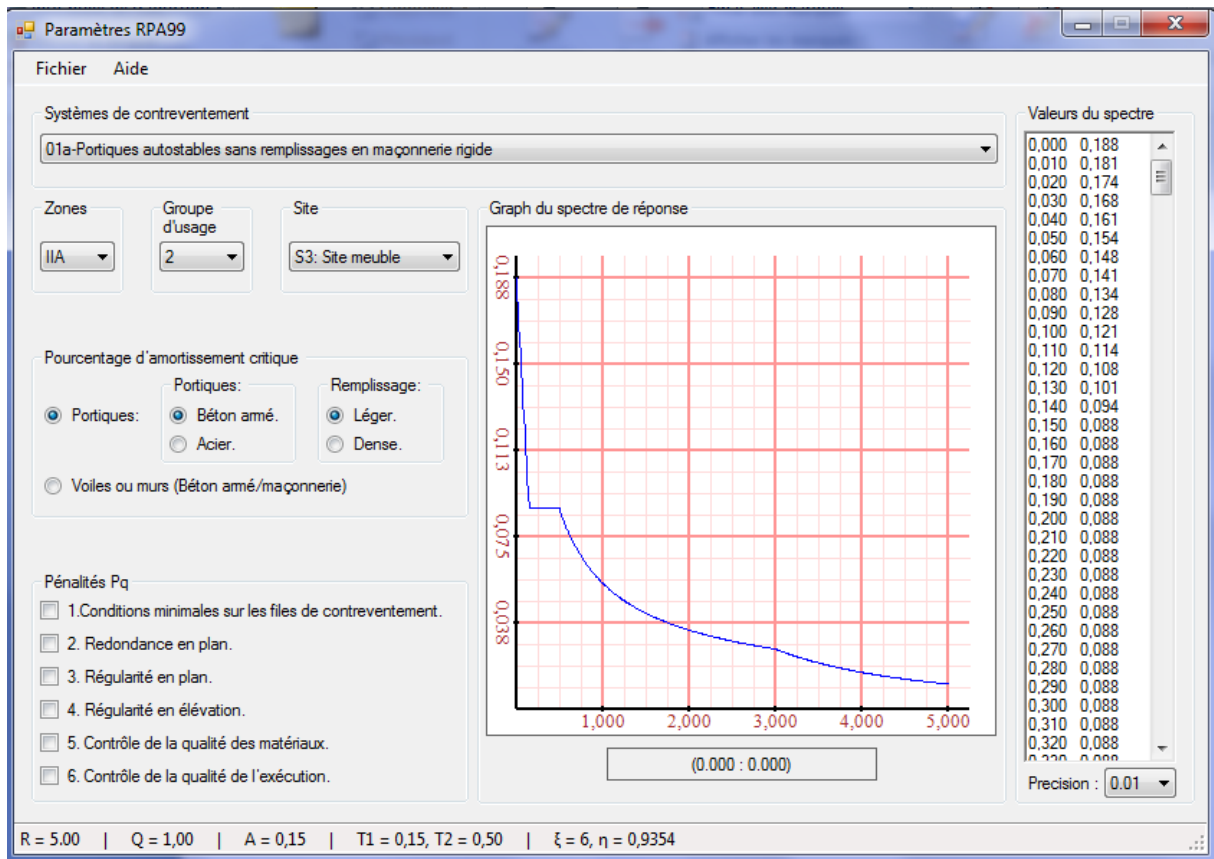 Paramètres RPA99
X
Fichier Aide
Systèmes de contreventement
01a-Portiques autostables sans remplissages en maçonnerie rigide
Zones
IIA
Groupe
d'usage
2
Site
S3: Site meuble
Pourcentage d'amortissement critique
Portiques:
Portiques:
Béton armé.
Acier.
Remplissage:
Léger.
Dense.
Voiles ou murs (Béton armé/maçonnerie)
Pénalités Pq
1.Conditions minimales sur les files de contreventement.
2. Redondance en plan.
3. Régularité en plan.
4. Régularité en élévation.
5. Contrôle de la qualité des matériaux.
6. Contrôle de la qualité de l'exécution.
Graph du spectre de réponse
0,188
0,150
0,113
0,075
0,038
1,000 2,000 3,000 4,000 5,000
(0.000 : 0.000)
Valeurs du spectre
0,000 0,188
0,010 0,181
0,020 0,174
0,030 0,168
0,040 0,161
0,050 0,154
0,060 0,148
0,070 0,141
0,080 0,134
0,090 0,128
0,100 0,121
0,110 0,114
0,120 0,108
0,130 0,101
0,140 0,094
0,150 0,088
0,160 0,088
0,170 0,088
0,180 0,088
0,190 0,088
0,200 0,088
0,210 0,088
0,220 0,088
0,230 0,088
0,240 0,088
0,250 0,088
0,260 0,088
0,270 0,088
0,280 0,088
0,290 0,088
0,300 0,088
0,310 0,088
0,320 0,088
Precision : 0.01
R = 5.00 | Q = 1,00 | A = 0,15 | T1 = 0,15, T2 = 0,50 | ξ = 6, η = 0,9354